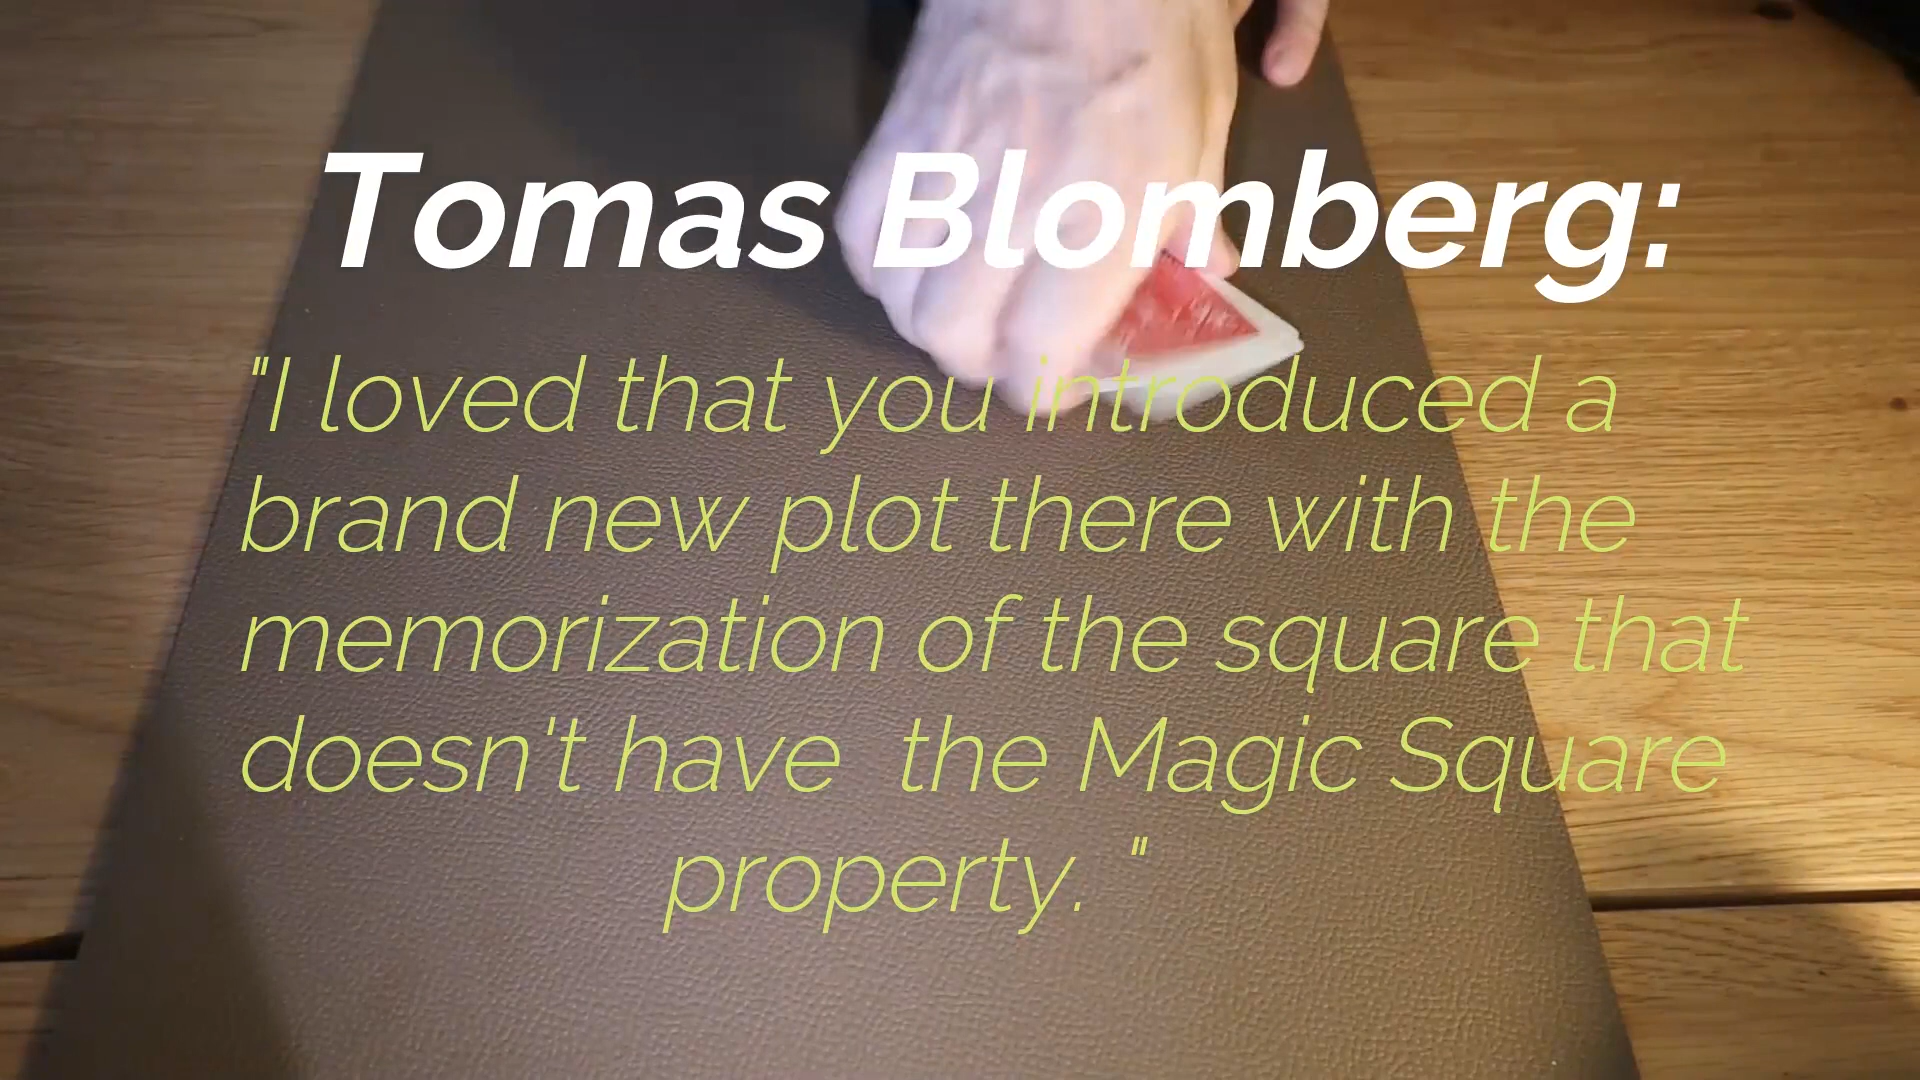 Tomas Blomberg:
"I loved that you introduced a
brand new plot there with the
memorization of the square that
doesn't have  the Magic Square
property. "